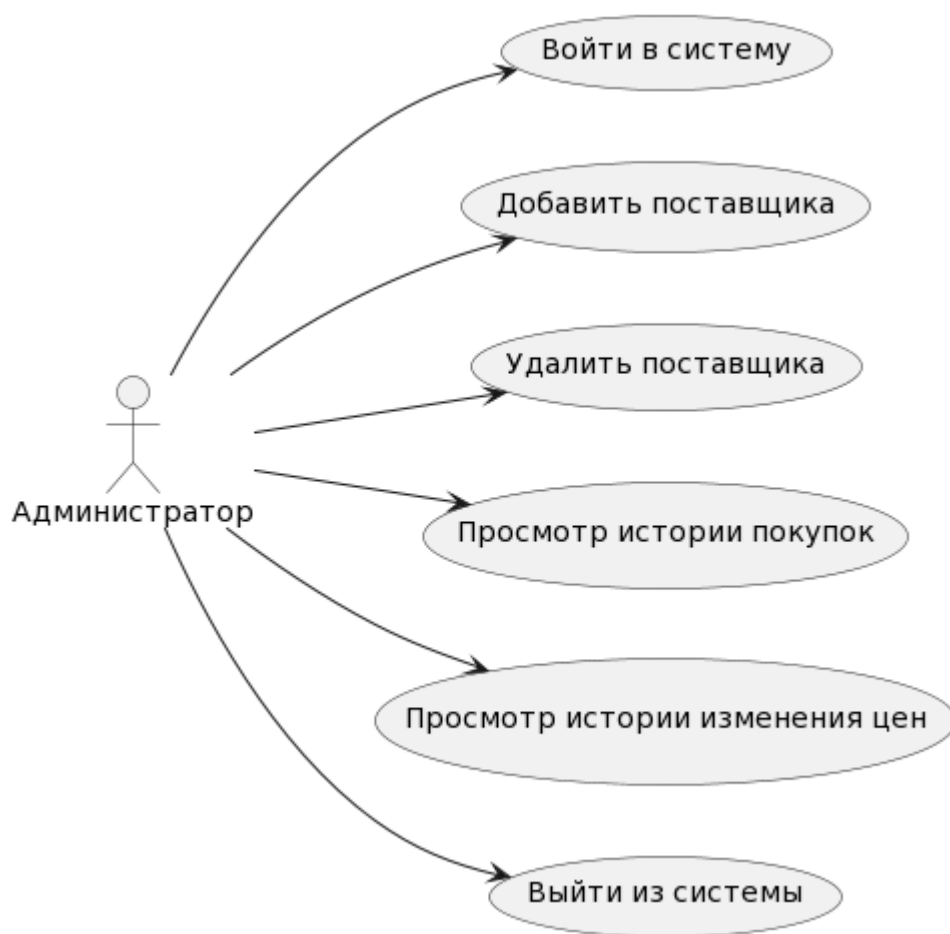 Войти в систему
Добавить поставщика
Удалить поставщика
Администратор
Просмотр истории покупок
Просмотр истории изменения цен
Выйти из системы